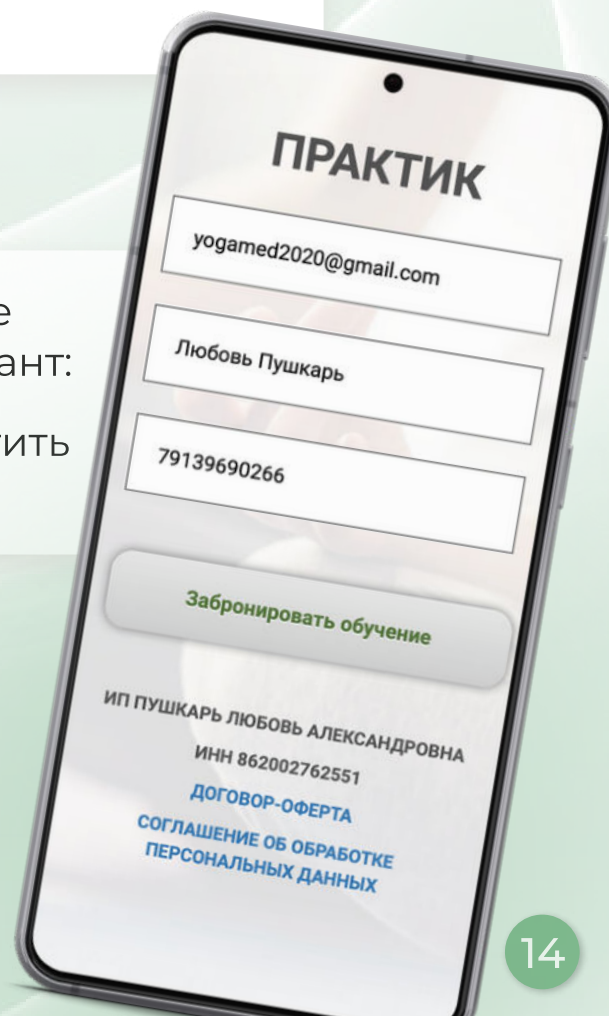 ПРАКТИК
yogamed2020@gmail.com
Любовь Пушкарь
79139690266
Забронировать обучение
ИП ПУШКАРЬ ЛЮБОВЬ АЛЕКСАНДРОВНА
ИНН 862002762551
ДОГОВОР-ОФЕРТА
СОГЛАШЕНИЕ ОБ ОБРАБОТКЕ
ПЕРСОНАЛЬНЫХ ДАННЫХ
14